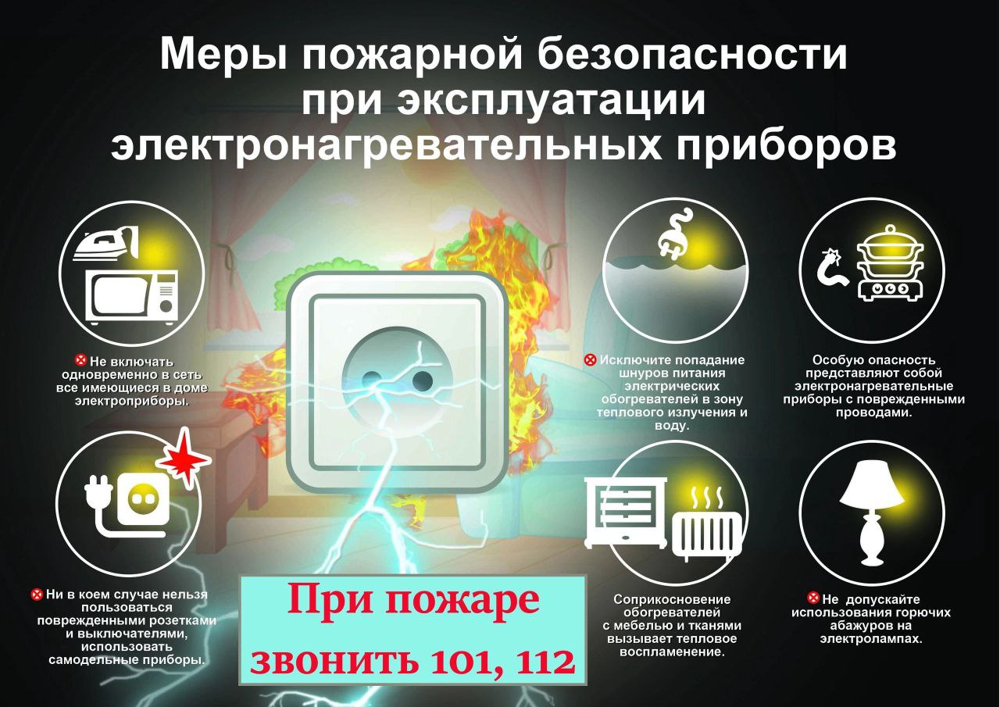 Меры пожарной безопасности
при эксплуатации
электронагревательных приборов
Не включать
одновременно в сеть
все имеющиеся в доме
электроприборы.
Исключите попадание
шнуров питания
электрических
обогревателей в зону
теплового излучения и
воду.
Особую опасность
представляют собой
электронагревательные
приборы с поврежденными
проводами.
Ни в коем случае нельзя
пользоваться
поврежденными розетками
и выключателями,
использовать
самодельные приборы.
Соприкосновение
обогревателей
с мебелью и тканями
вызывает тепловое
воспламенение.
Не допускайте
использования горючих
абажуров на
электролампах.
При пожаре
звонить 101, 112